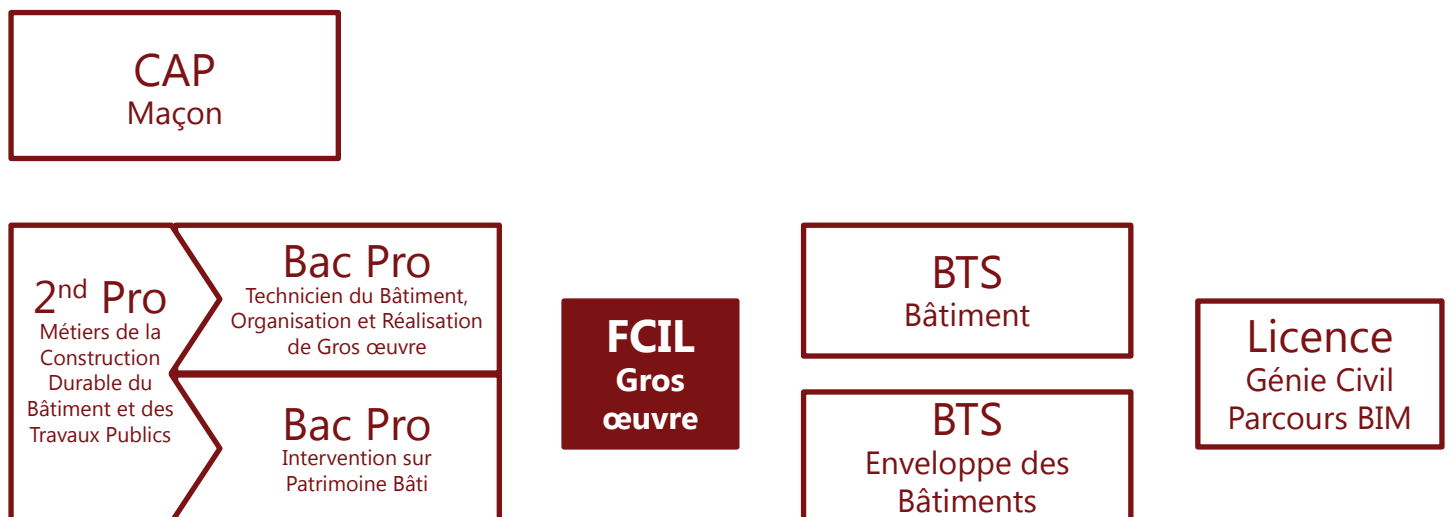 CAP
Maçon
2nd Pro
Métiers de la
Construction
Durable du
Bâtiment et des
Travaux Publics
Bac Pro
Technicien du Bâtiment,
Organisation et Réalisation
de Gros œuvre
Bac Pro
Intervention sur
Patrimoine Bâti
FCIL
Gros
œuvre
BTS
Bâtiment
BTS
Enveloppe des
Bâtiments
Licence
Génie Civil
Parcours BIM